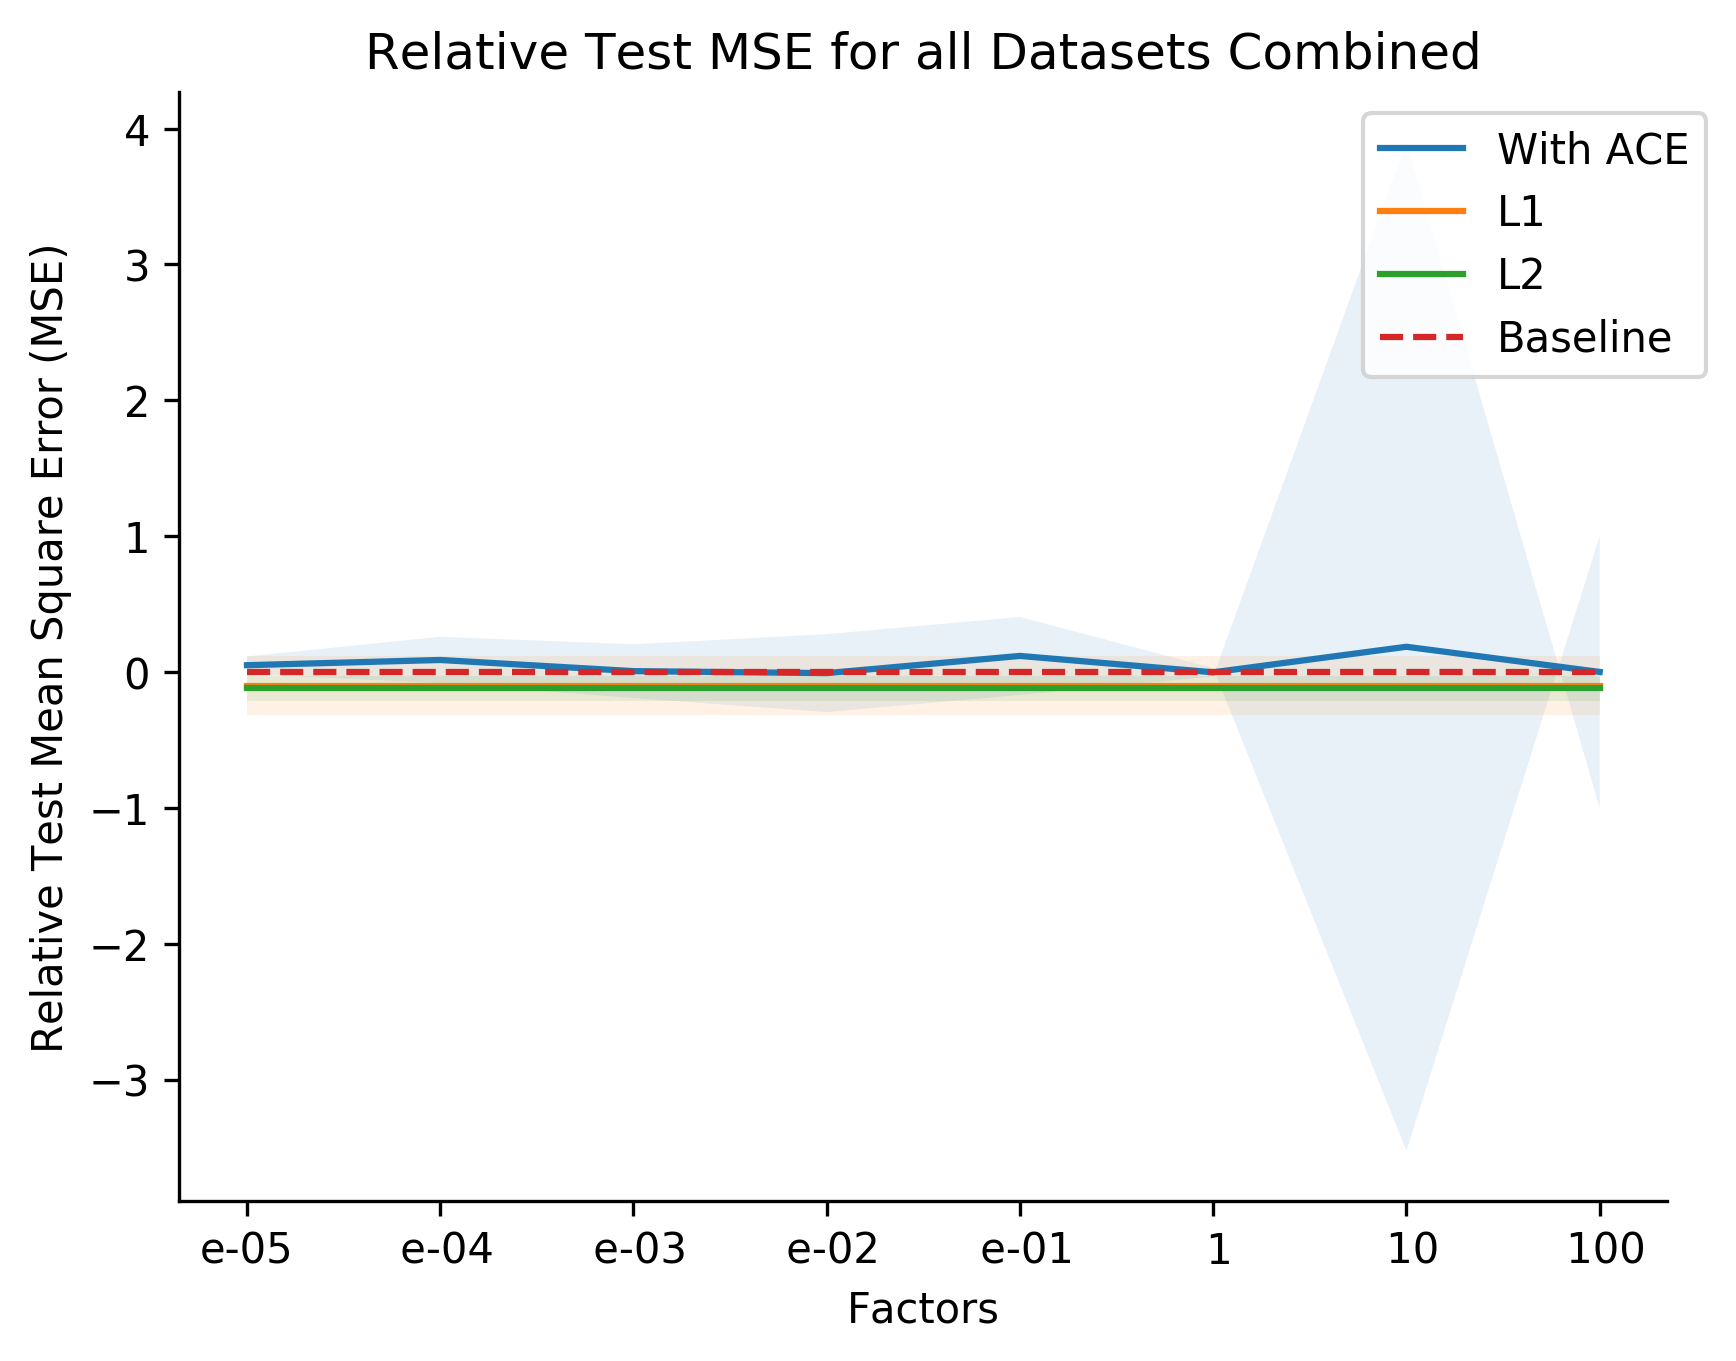 Relative Test MSE for all Datasets Combined
With ACE
L1
L2
Baseline
Relative Test Mean Square Error (MSE)
4
3
2
1
0
−1
−2
−3
e-05 e-04 e-03 e-02 e-01 1 10 100
Factors